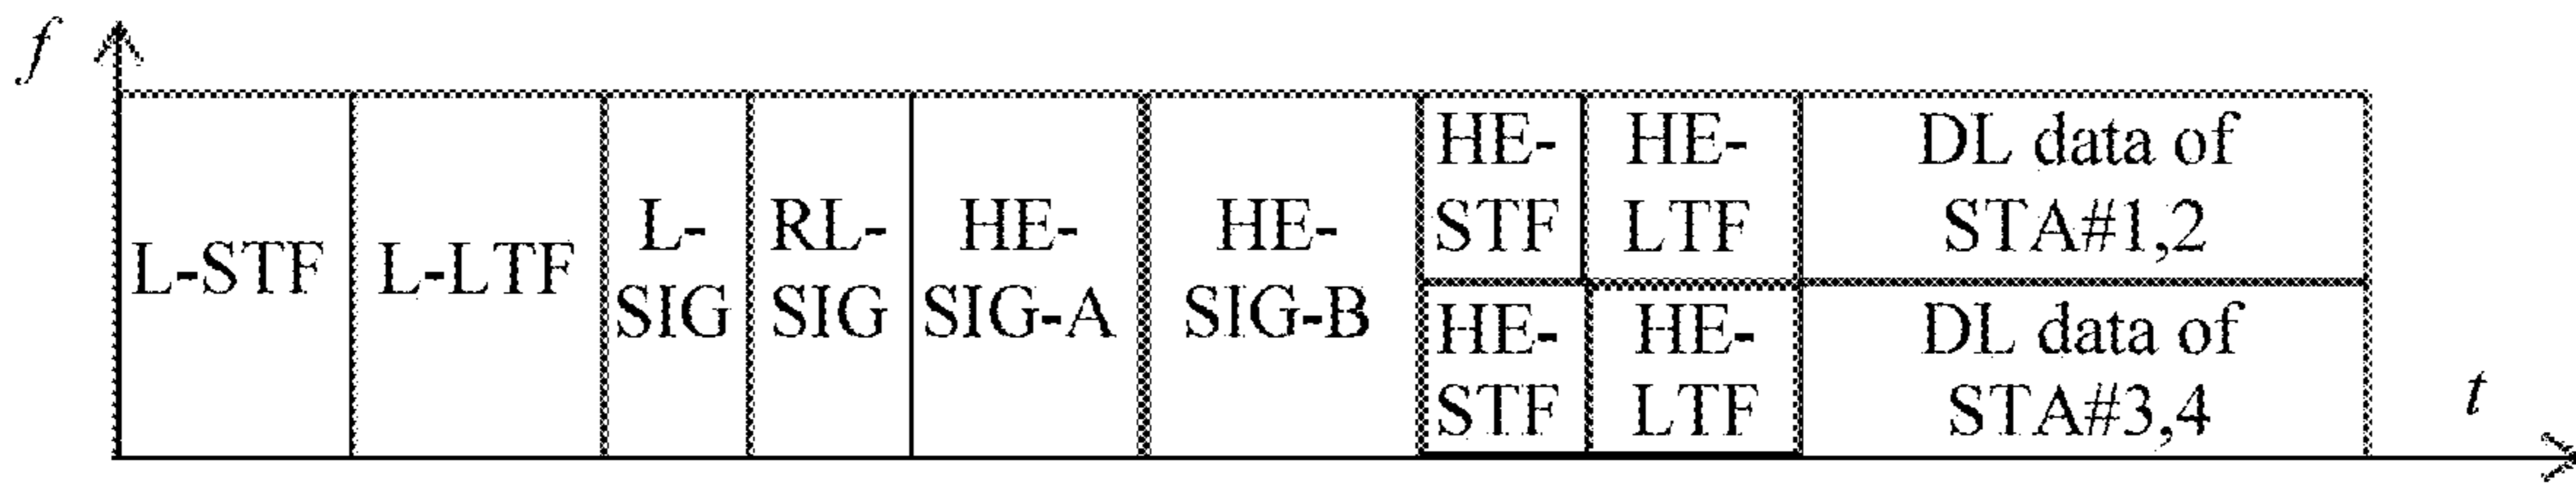 f
L-STF
L-LTF
L-
SIG
RL-
SIG
HE-
SIG-A
HE-
SIG-B
HE-
STF
HE-
LTF
DL data of
STA#1,2
HE-
STF
HE-
LTF
DL data of
STA#3,4
t